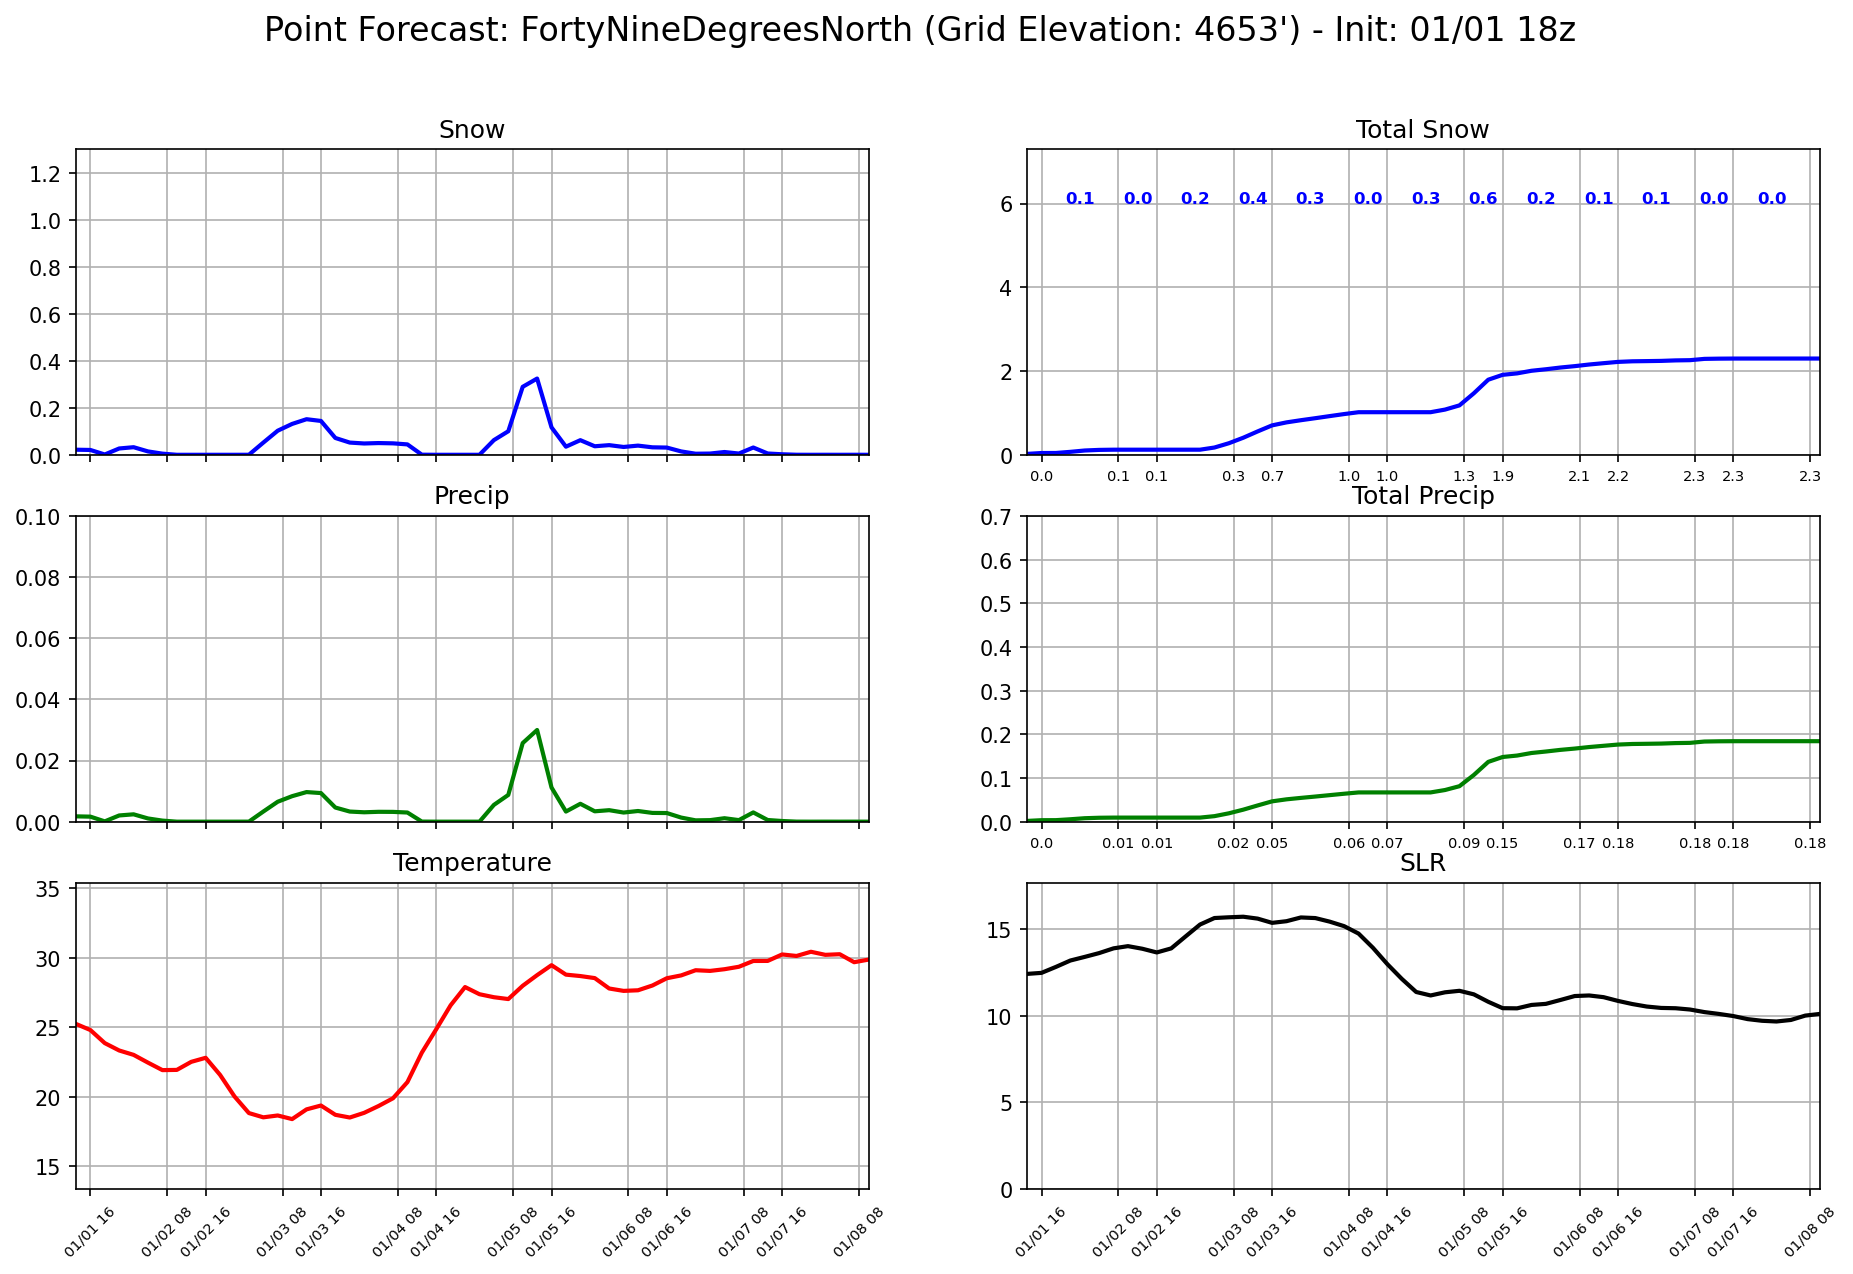 Point Forecast: FortyNineDegreesNorth (Grid Elevation: 4653') - Init: 01/01 18z
Snow
1.2
1.0
0.8
0.6
0.4
0.2
0.0
Total Snow
0.1 0.0 0.2 0.4 0.3 0.0 0.3 0.6 0.2 0.1 0.1 0.0 0.0
6
4
2
0
0.0 0.1 0.1 0.3 0.7 1.0 1.0 1.3 1.9 2.1 2.2 2.3 2.3 2.3
Precip
0.10
0.08
0.06
0.04
0.02
0.00
Total Precip
0.7
0.6
0.5
0.4
0.3
0.2
0.1
0.0
0.0 0.01 0.01 0.02 0.05 0.06 0.07 0.09 0.15 0.17 0.18 0.18 0.18 0.18
Temperature
35
30
25
20
15
01/01 16 01/02 08 01/02 16 01/03 08 01/03 16 01/04 08 01/04 16 01/05 08 01/05 16 01/06 08 01/06 16 01/07 08 01/07 16 01/08 08
SLR
15
10
5
0
01/01 16 01/02 08 01/02 16 01/03 08 01/03 16 01/04 08 01/04 16 01/05 08 01/05 16 01/06 08 01/06 16 01/07 08 01/07 16 01/08 08